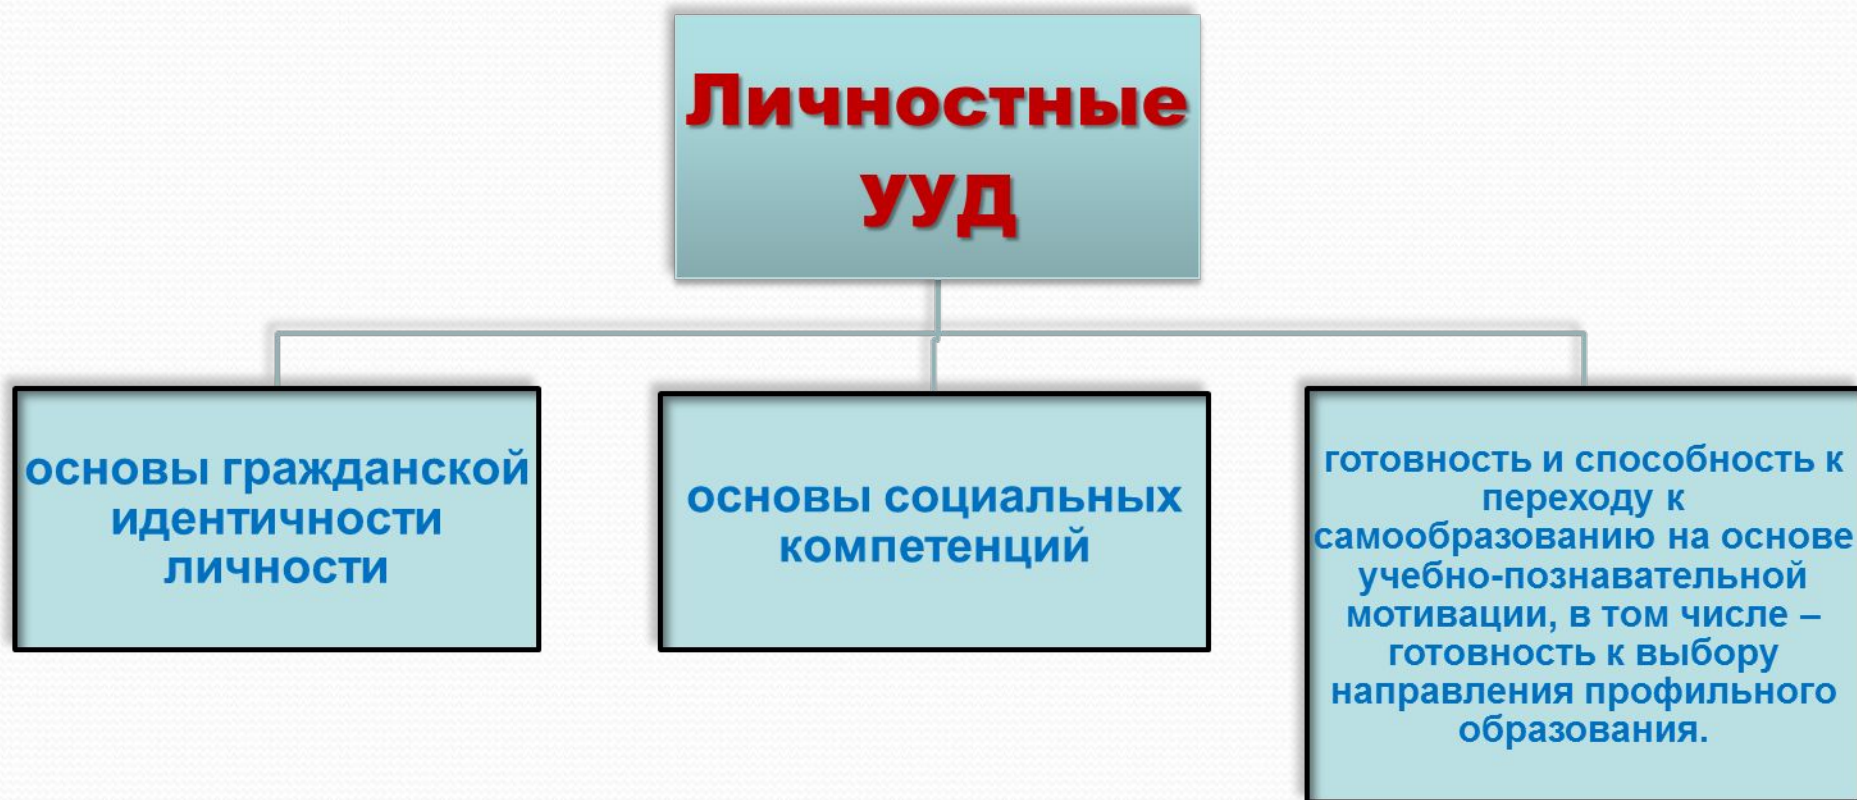 Личностные
УУД
основы гражданской
идентичности
личности
основы социальных
компетенций
готовность и способность к
переходу к
самообразованию на основе
учебно-познавательной
мотивации, в том числе –
готовность к выбору
направления профильного
образования.